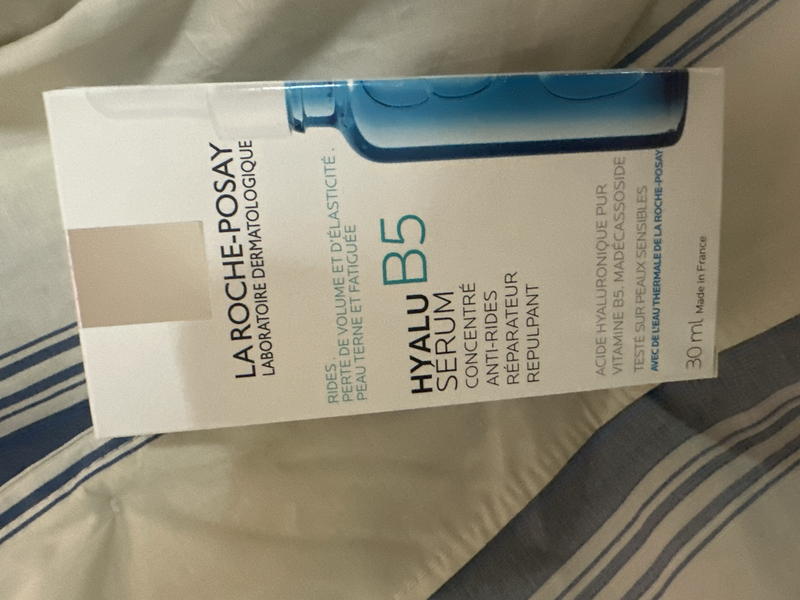 LA ROCHE-POSAY
LABORATOIRE DERMATOLOGIQUE
RIDES.
PERTE DE VOLUME ET D'ÉLASTICITÉ.
PEAU TERNE ET FATIGUÉE
HYALU B5
SERUM
CONCENTRÉ
ANTI-RIDES
RÉPARATEUR
REPULPANT
ACIDE HYALURONIQUE PUR
VITAMINE B5. MADÉCASSOSIDE
TESTÉ SUR PEAUX SENSIBLES
AVEC DE L'EAU THERMALE DE LA ROCHE-POSAY
30 ml Made in France